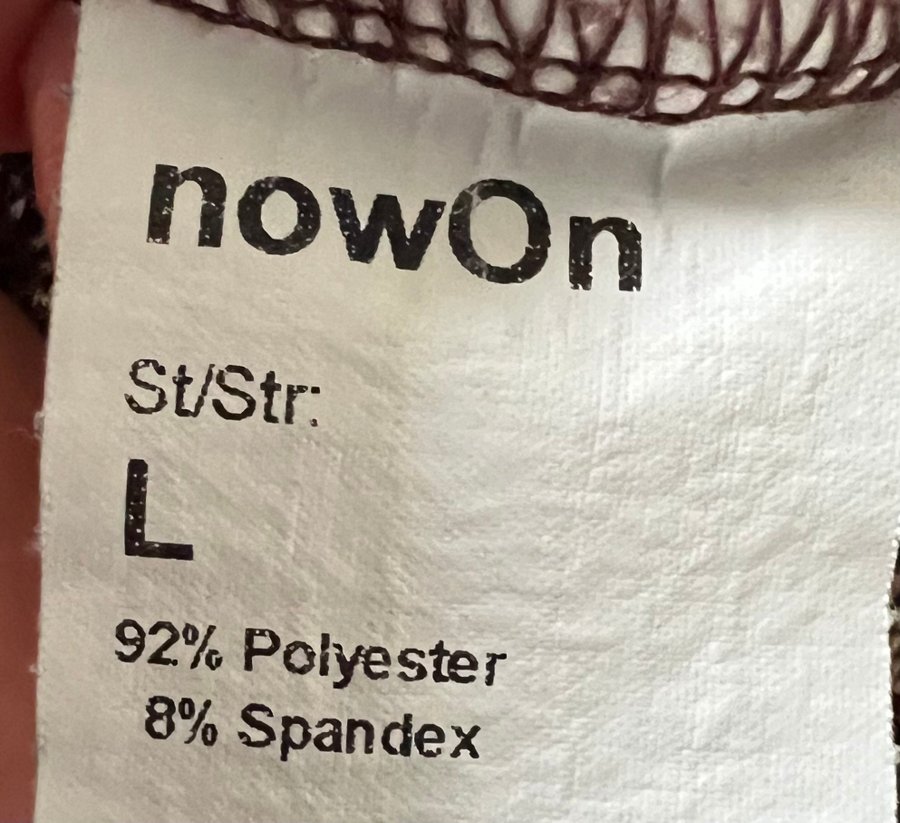 nowOn
St/Str:
L
92% Polyester
8% Spandex